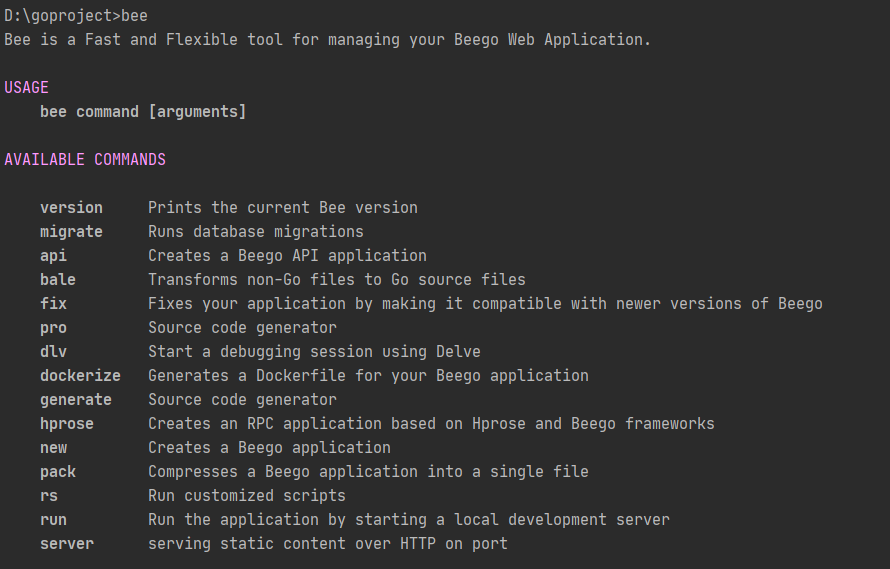 D:\goproject>bee
Bee is a Fast and Flexible tool for managing your Beego Web Application.
USAGE
bee command [arguments]
AVAILABLE COMMANDS
version Prints the current Bee version
migrate Runs database migrations
api Creates a Beego API application
bale Transforms non-Go files to Go source files
fix Fixes your application by making it compatible with newer versions of Beego
pro Source code generator
dlv Start a debugging session using Delve
dockerize Generates a Dockerfile for your Beego application
generate Source code generator
hprose Creates an RPC application based on Hprose and Beego frameworks
new Creates a Beego application
pack Compresses a Beego application into a single file
rs Run customized scripts
run Run the application by starting a local development server
server serving static content over HTTP on port